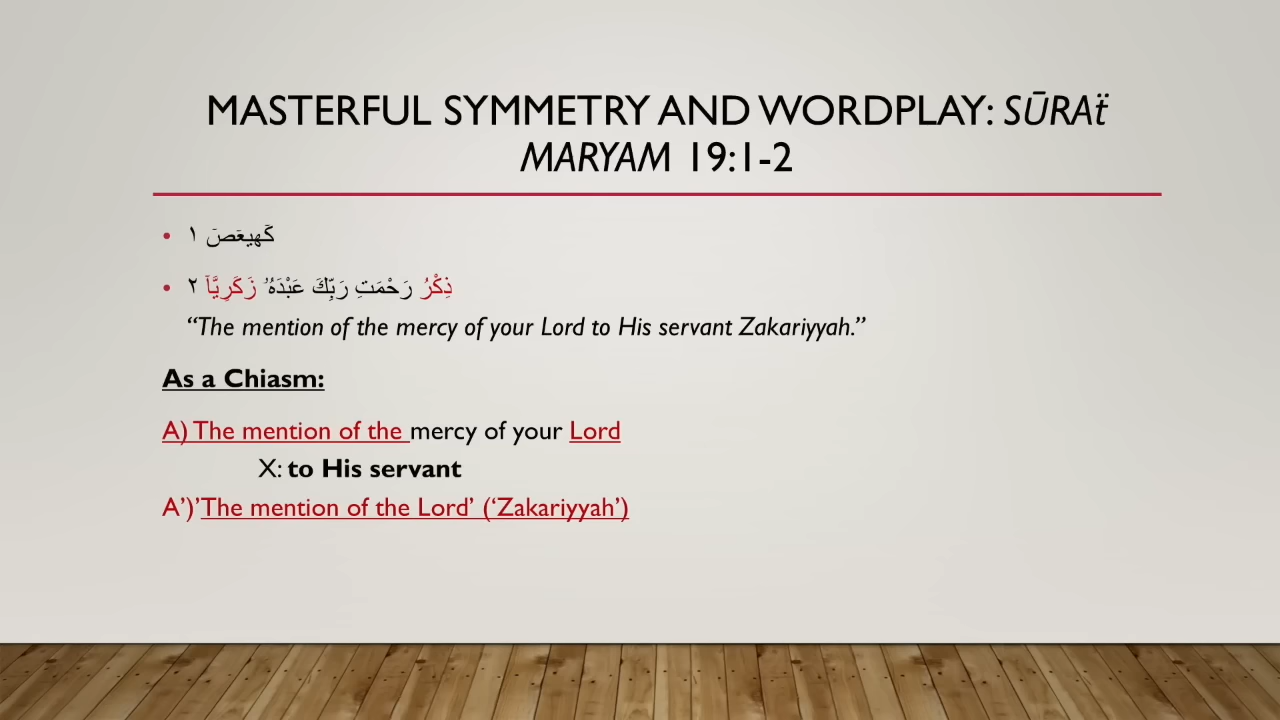 MASTERFUL SYMMETRY AND WORDPLAY: SŪRAẗ
MARYAM 19:1-2
• كٓهيعٓصٓ ١
• ذِكْرُ رَحْمَتِ رَبِّكَ عَبْدَهُۥ زَكَرِيَّآ ٢
“The mention of the mercy of your Lord to His servant Zakariyyah.”
As a Chiasm:
A) The mention of the mercy of your Lord
X: to His servant
A’)’The mention of the Lord’ (‘Zakariyyah’)